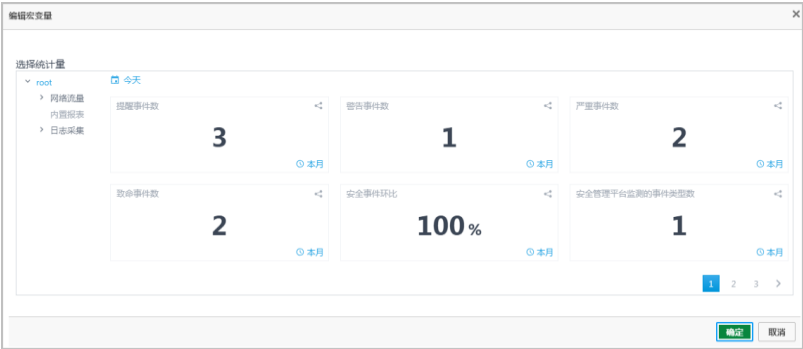 编辑宏变量
选择统计量
root
网络流量
内置报表
日志采集
今天
提醒事件数
3
本月
警告事件数
1
本月
严重事件数
2
本月
致命事件数
2
本月
安全事件环比
100%
本月
安全管理平台监测的事件类型数
1
本月
1 2 3
确定 取消